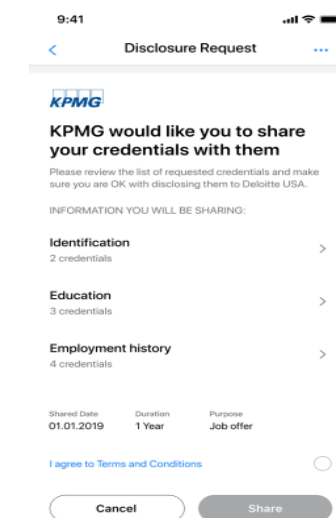 9:41
Disclosure Request
KPMG
KPMG would like you to share
your credentials with them
Please review the list of requested credentials and make
sure you are OK with disclosing them to Deloitte USA.
INFORMATION YOU WILL BE SHARING:
Identification
2 credentials
Education
3 credentials
Employment history
4 credentials
Shared Date Duration Purpose
01.01.2019 1 Year Job offer
I agree to Terms and Conditions
Cancel Share